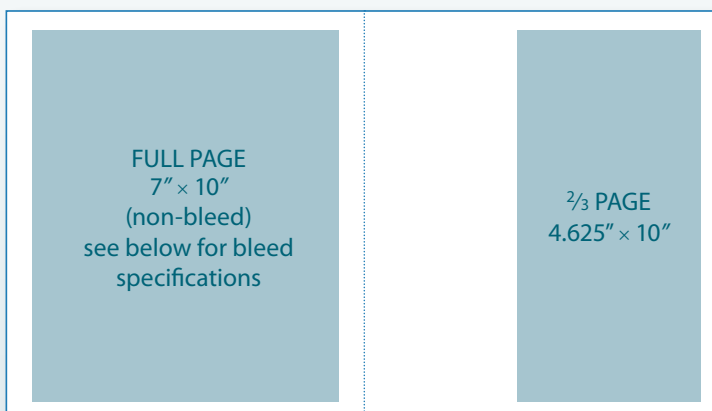 FULL PAGE
7″ × 10″
(non-bleed)
see below for bleed
specifications
⅔ PAGE
4.625” × 10″